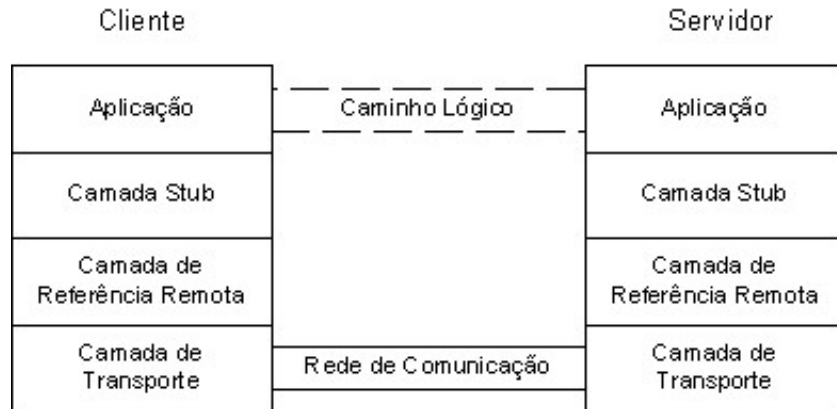 Cliente
Servidor
Aplicação
Caminho Lógico
Aplicação
Camada Stub
Camada Stub
Camada de
Referência Remota
Camada de
Referência Remota
Camada de
Transporte
Rede de Comunicação
Camada de
Transporte